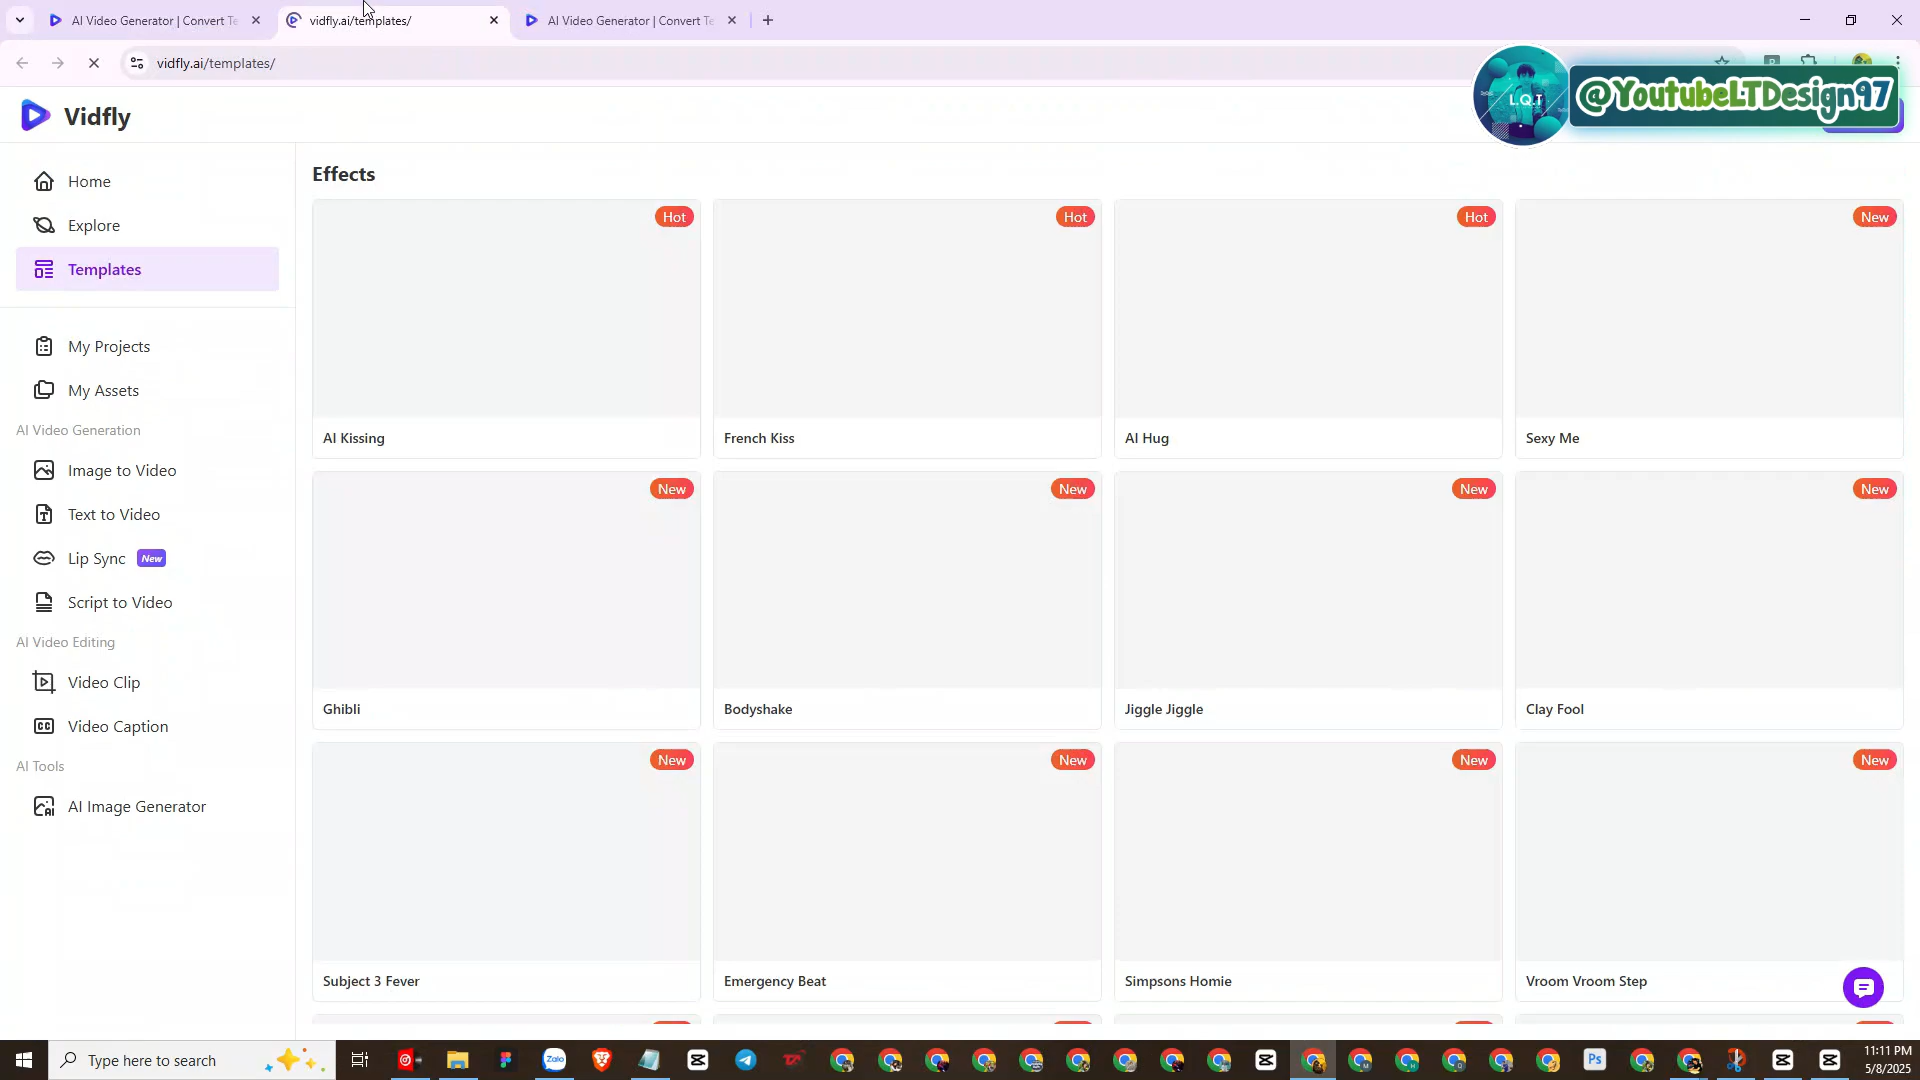 AI Video Generator | Convert Te
vidfly.ai/templates/
AI Video Generator | Convert Te
vidfly.ai/templates/
L.Q.T
@YoutubeLTDesign97
Vidfly
Home
Explore
Templates
My Projects
My Assets
AI Video Generation
Image to Video
Text to Video
Lip Sync New
Script to Video
AI Video Editing
Video Clip
Video Caption
AI Tools
AI Image Generator
Effects
Hot
Hot
Hot
New
AI Kissing
French Kiss
AI Hug
Sexy Me
New
New
New
New
Ghibli
Bodyshake
Jiggle Jiggle
Clay Fool
New
New
New
New
Subject 3 Fever
Emergency Beat
Simpsons Homie
Vroom Vroom Step
Type here to search
Zalo
Ps
11:11 PM
5/8/2025